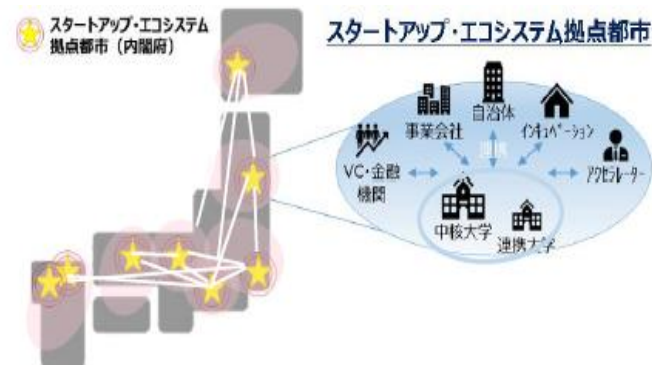 スタートアップ・エコシステム
拠点都市（内閣府）
スタートアップ・エコシステム拠点都市
自治体
事業会社
インキュベーション
連携
VC・金融
機関
アクセラレーター
中核大学
連携大学